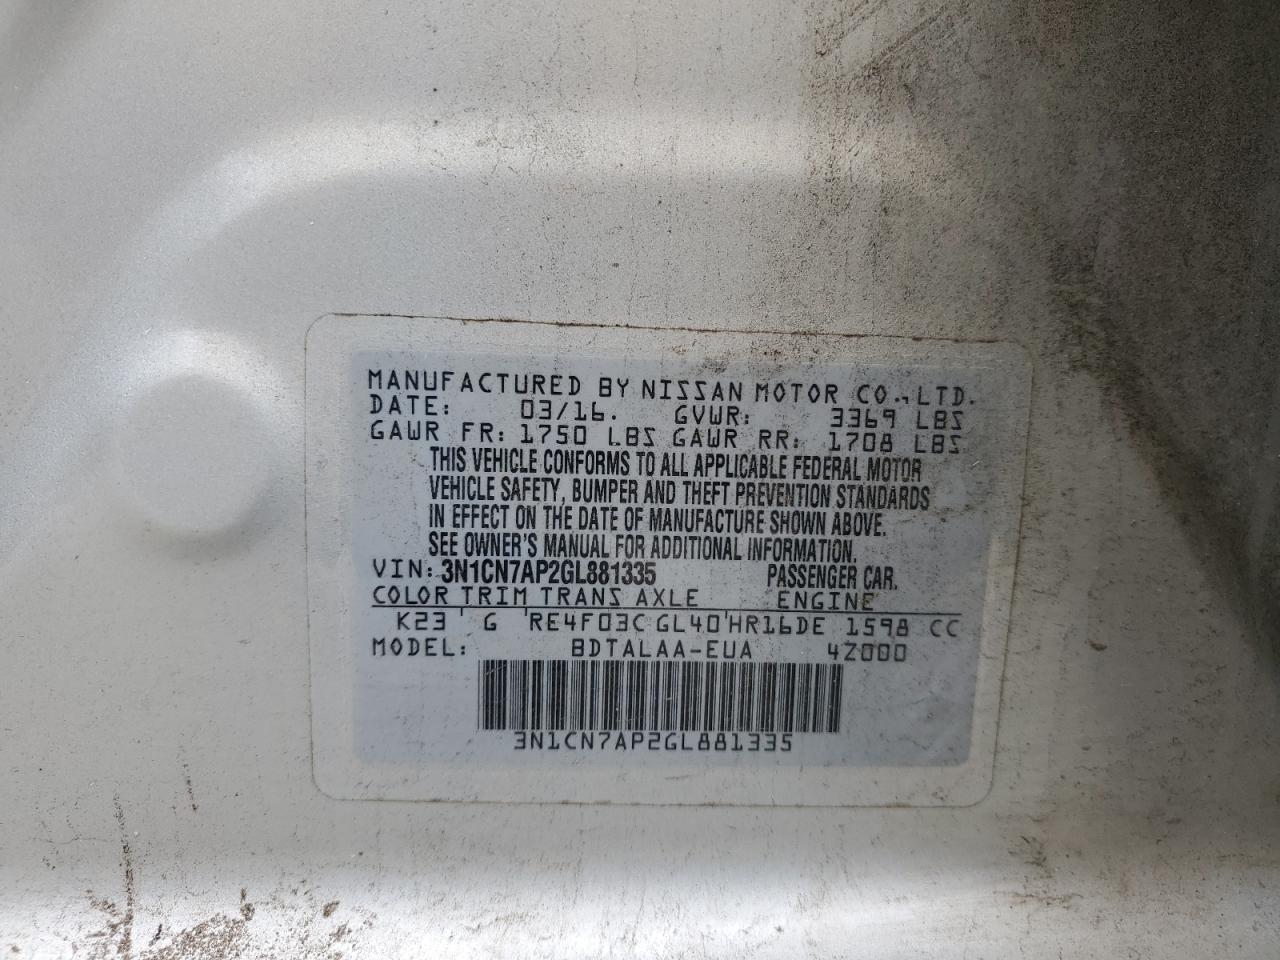 MANUFACTURED BY NISSAN MOTOR CO., LTD.
DATE: 03/16. GVWR: 3369 LBS
GAWR FR: 1750 LBS GAWR RR: 1708 LBS
THIS VEHICLE CONFORMS TO ALL APPLICABLE FEDERAL MOTOR
VEHICLE SAFETY, BUMPER AND THEFT PREVENTION STANDARDS
IN EFFECT ON THE DATE OF MANUFACTURE SHOWN ABOVE.
SEE OWNER'S MANUAL FOR ADDITIONAL INFORMATION.
VIN: 3N1CN7AP2GL881335 PASSENGER CAR.
COLOR TRIM TRANS AXLE ENGINE
K23 G RE4F03C GL40 HR16DE 1598 CC
MODEL: BDTALAA-EUA 4Z000
3N1CN7AP2GL881335